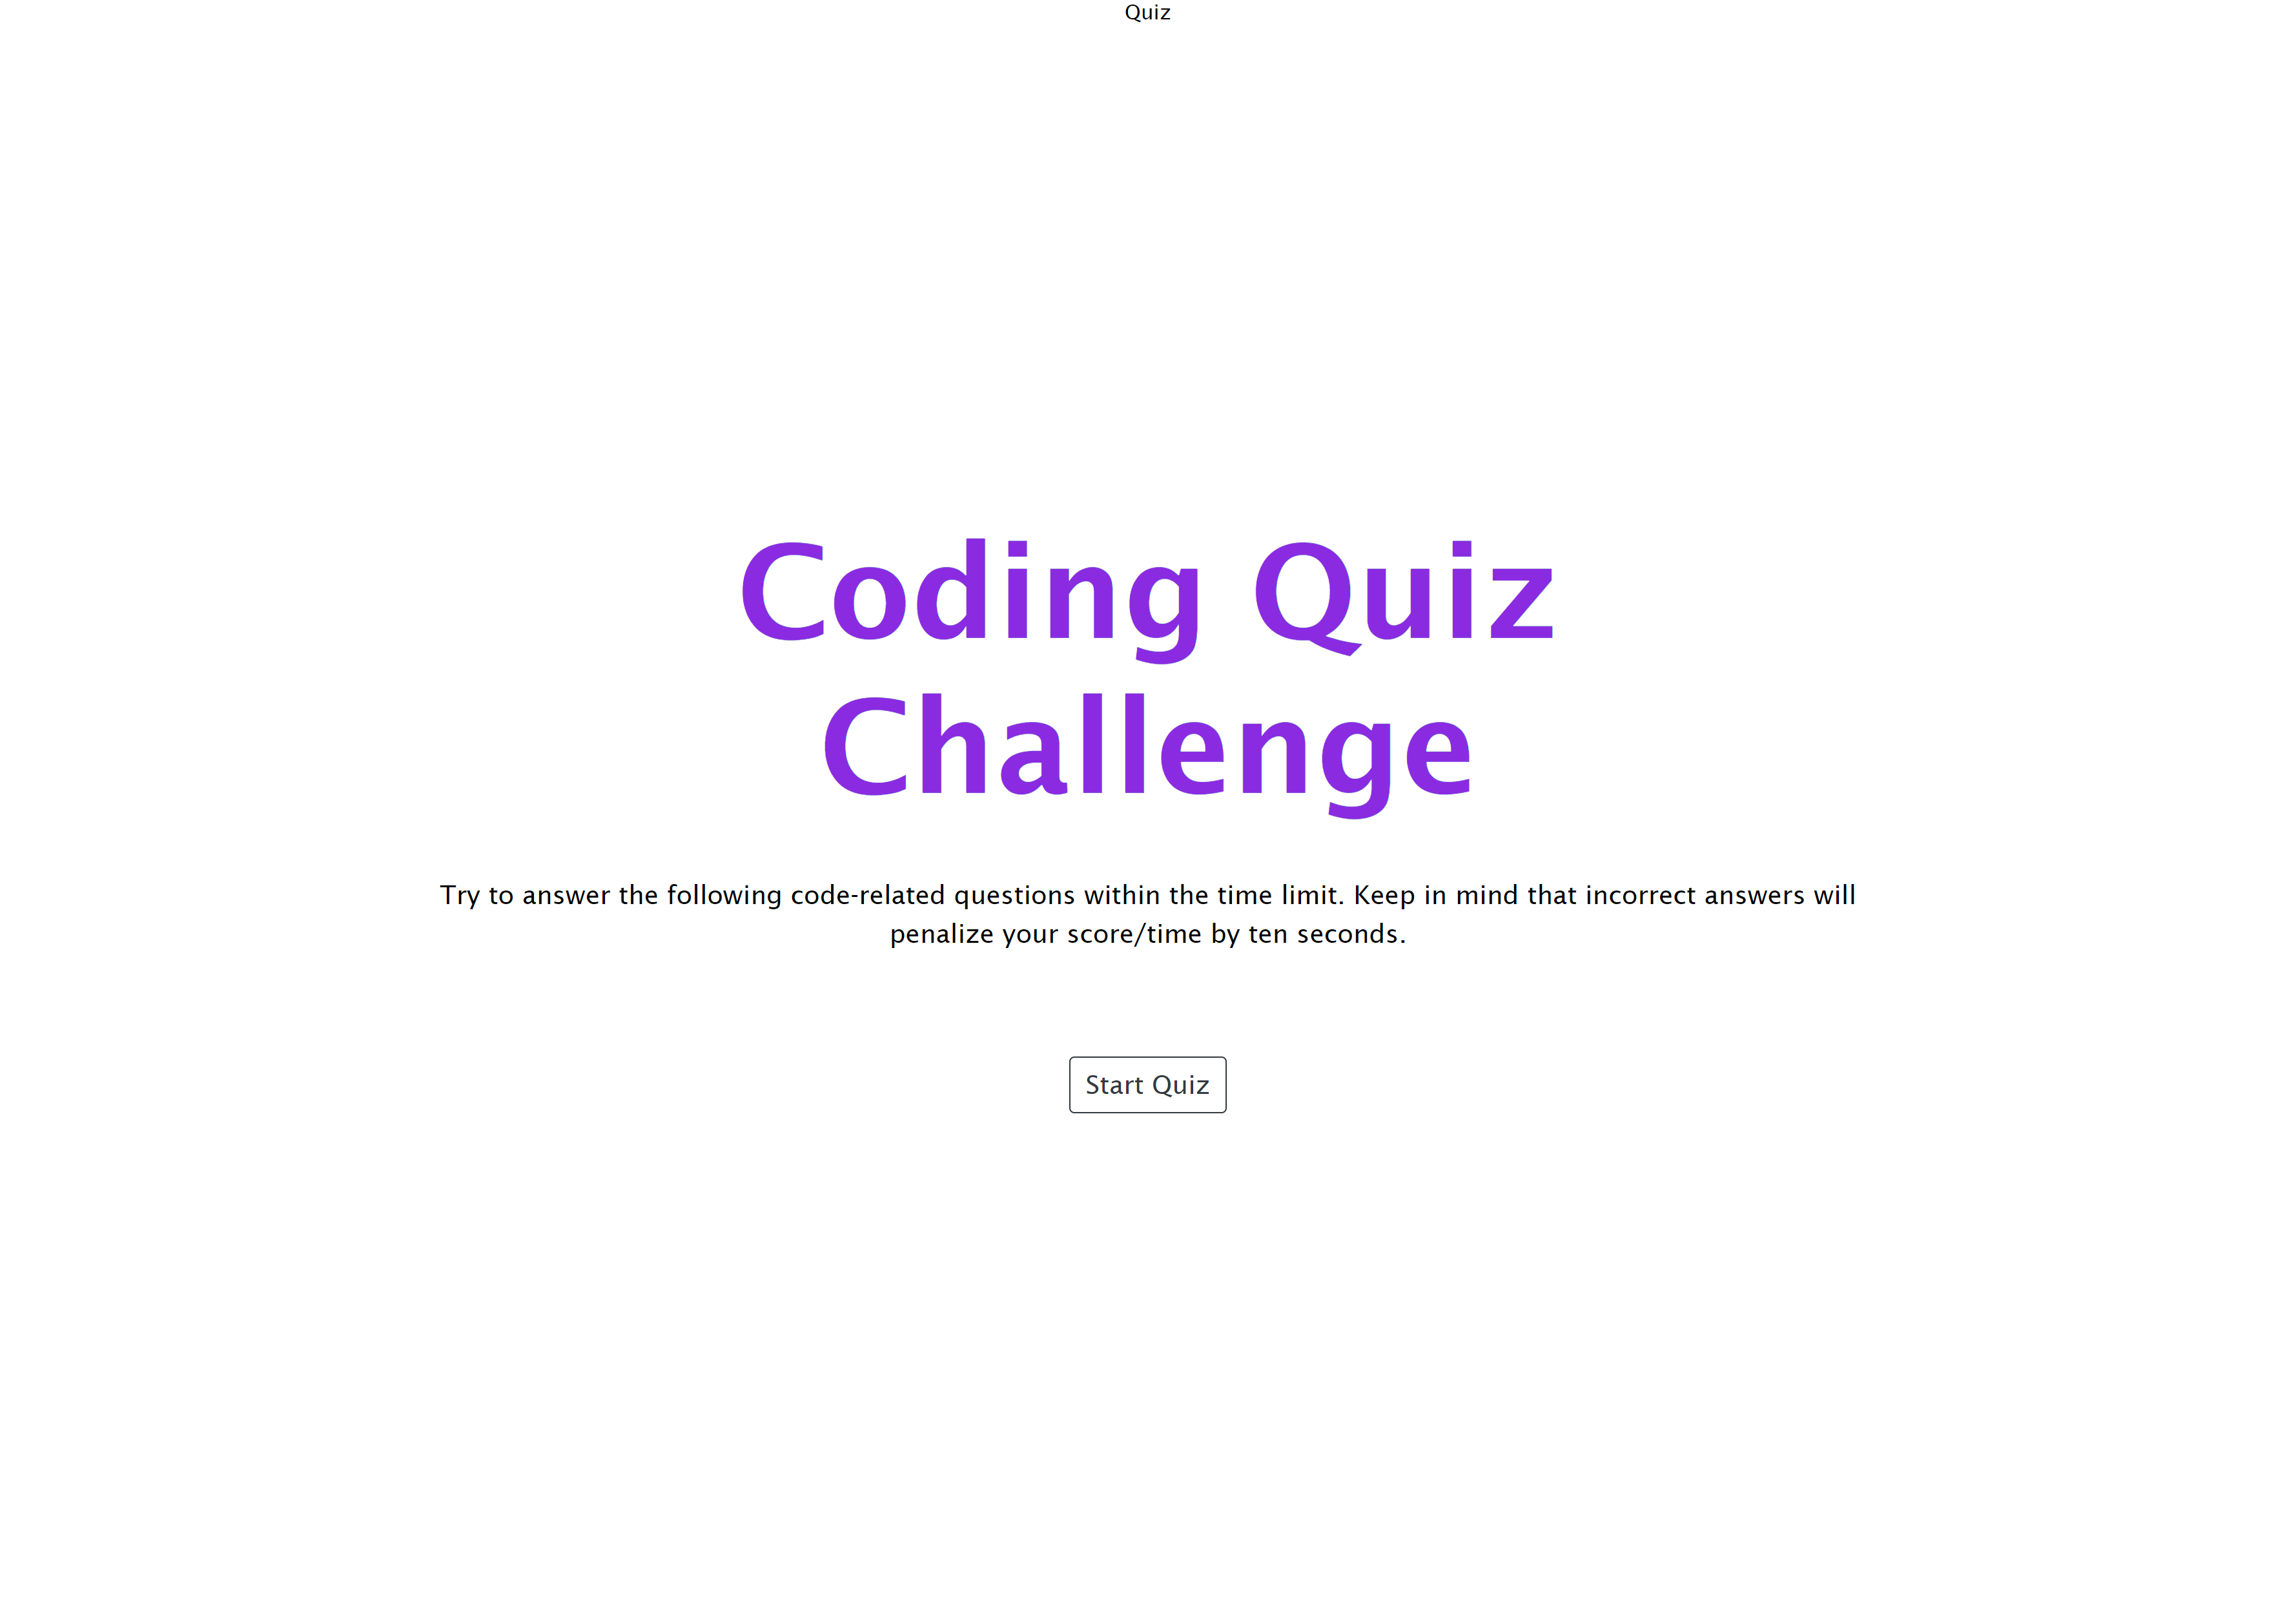 Quiz
Coding Quiz
Challenge
Try to answer the following code-related questions within the time limit. Keep in mind that incorrect answers will
penalize your score/time by ten seconds.
Start Quiz